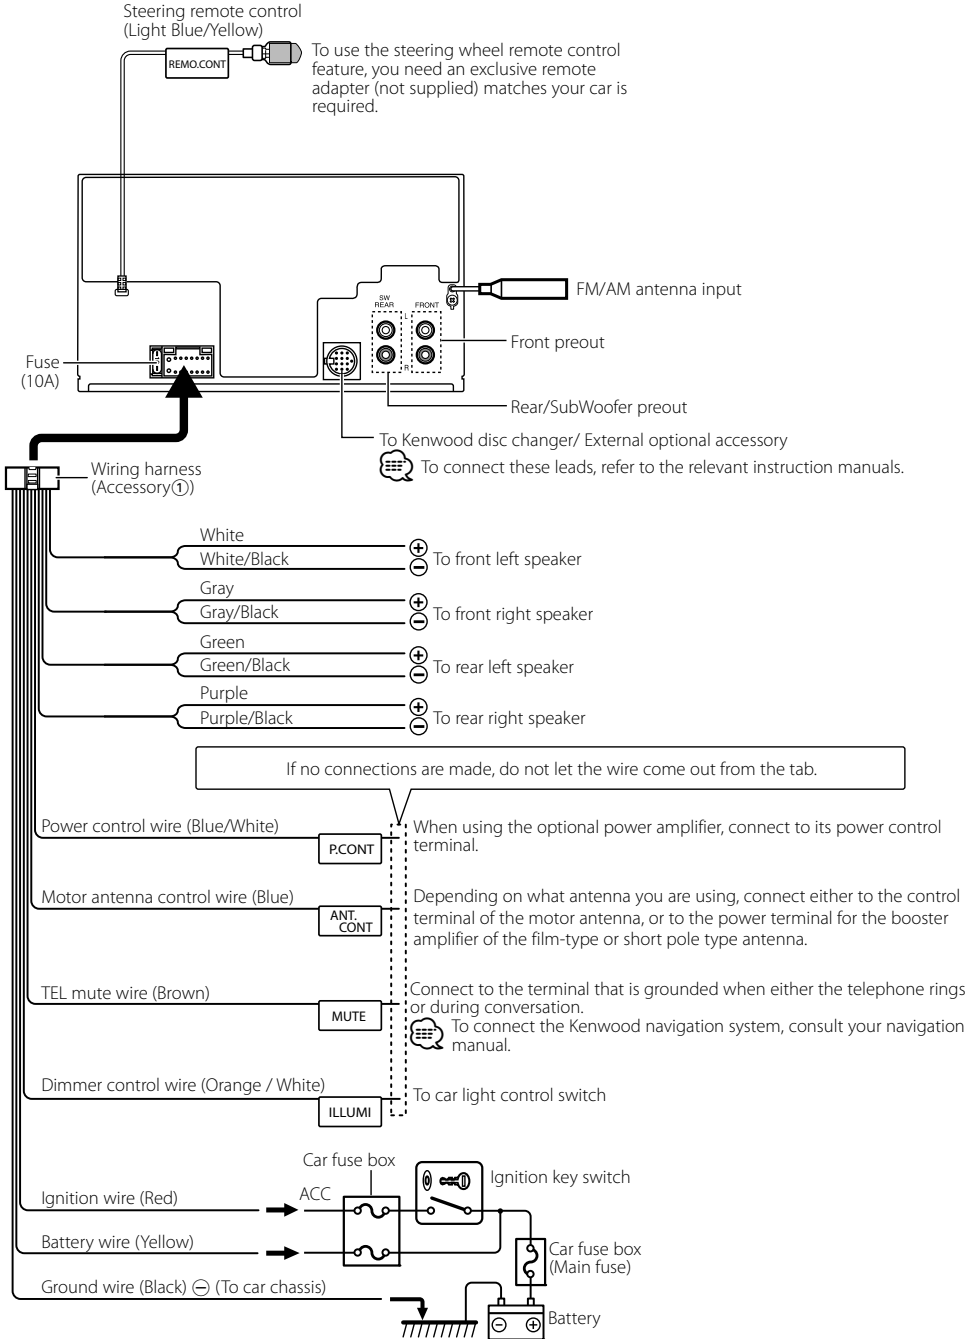 Steering remote control
(Light Blue/Yellow)
REMO.CONT
To use the steering wheel remote control
feature, you need an exclusive remote
adapter (not supplied) matches your car is
required.
FM/AM antenna input
SW
REAR
FRONT
L
R
Front preout
Fuse
(10A)
Rear/SubWoofer preout
To Kenwood disc changer/ External optional accessory
To connect these leads, refer to the relevant instruction manuals.
Wiring harness
(Accessory①)
White
White/Black
⊕
⊖
To front left speaker
Gray
Gray/Black
⊕
⊖
To front right speaker
Green
Green/Black
⊕
⊖
To rear left speaker
Purple
Purple/Black
⊕
⊖
To rear right speaker
If no connections are made, do not let the wire come out from the tab.
Power control wire (Blue/White)
P.CONT
When using the optional power amplifier, connect to its power control
terminal.
Motor antenna control wire (Blue)
ANT.
CONT
Depending on what antenna you are using, connect either to the control
terminal of the motor antenna, or to the power terminal for the booster
amplifier of the film-type or short pole type antenna.
TEL mute wire (Brown)
MUTE
Connect to the terminal that is grounded when either the telephone rings
or during conversation.
To connect the Kenwood navigation system, consult your navigation
manual.
Dimmer control wire (Orange / White)
ILLUMI
To car light control switch
Car fuse box
Ignition key switch
Ignition wire (Red)
ACC
Battery wire (Yellow)
Car fuse box
(Main fuse)
Ground wire (Black) ⊖ (To car chassis)
⊖ ⊕
Battery